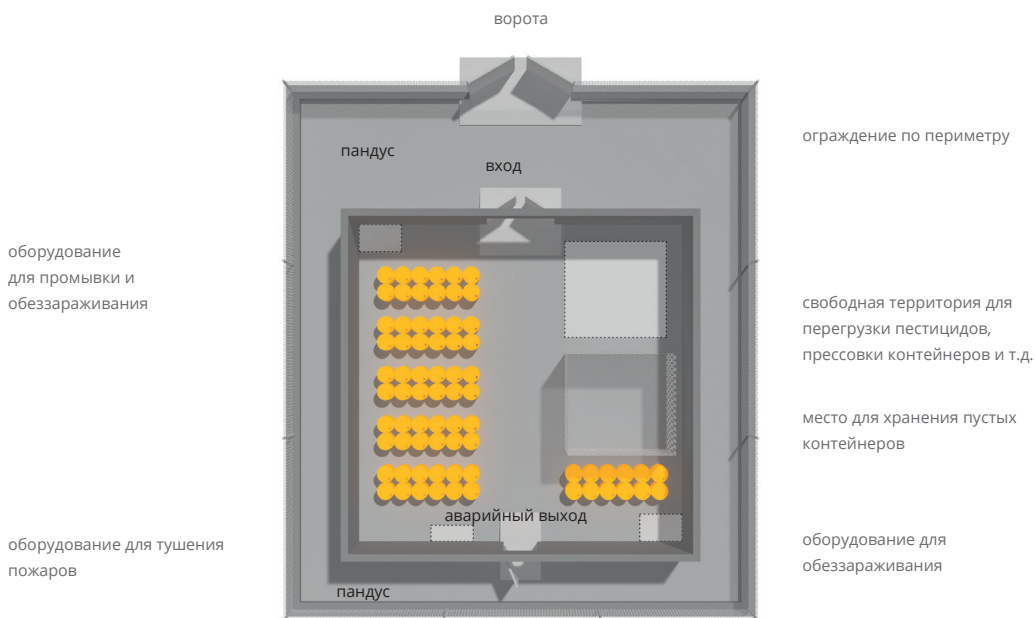 ворота
ограждение по периметру
пандус
вход
оборудование
для промывки и
обеззараживания
свободная территория для
перегрузки пестицидов,
прессовки контейнеров и т.д.
место для хранения пустых
контейнеров
аварийный выход
оборудование для тушения
пожаров
оборудование для
обеззараживания
пандус